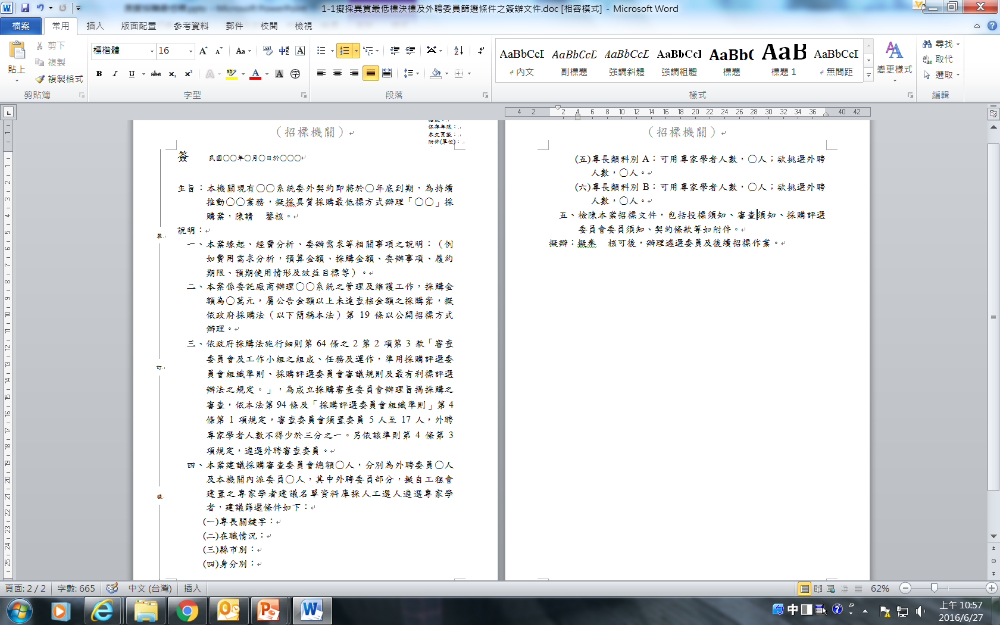 1-1擬採異質最低標決標及外聘委員篩選條件之簽辦文件.doc [相容模式] - Microsoft Word
檔案 常用 插入 版面配置 參考資料 郵件 校閱 檢視
剪下
複製
貼上
複製格式
剪貼簿
標楷體 16
字型
段落
AaBbCcI AaBbCcD AaBbCcD AaBbCcI AaBb( AaB AaBbCcI
內文 副標題 強調斜體 強調粗體 標題 標題 1 無間距
變更樣式
樣式
尋找
取代
選取
編輯
（招標機關）
保存年限：
本文頁數：
附件(單位)：
簽 民國○○年○月○日於○○○
主旨：本機關現有○○系統委外契約即將於○年底到期，為持續
推動○○業務，擬採異質採購最低標方式辦理「○○」採
購案，陳請 鑒核。
說明：
一、本案緣起、經費分析、委辦需求等相關事項之說明：（例
如費用需求分析，預算金額、採購金額、委辦事項、履約
期限、預期使用情形及效益目標等）。
二、本案係委託廠商辦理○○系統之管理及維護工作，採購金
額為○萬元，屬公告金額以上未達查核金額之採購案，擬
依政府採購法（以下簡稱本法）第 19 條以公開招標方式
辦理。
三、依政府採購法施行細則第 64 條之 2 第 2 項第 3 款「審查
委員會及工作小組之組成、任務及運作，準用採購評選委
員會組織準則、採購評選委員會審議規則及最有利標評選
辦法之規定。」，為成立採購審查委員會辦理旨揭採購之
審查，依本法第 94 條及「採購評選委員會組織準則」第 4
條第 1 項規定，審查委員會須置委員 5 人至 17 人，外聘
專家學者人數不得少於三分之一。另依該準則第 4 條第 3
項規定，遴選外聘審查委員。
四、本案建議採購審查委員會總額○人，分別為外聘委員○人
及本機關內派委員○人，其中外聘委員部分，擬自工程會
建置之專家學者建議名單資料庫採人工選人遴選專家學
者，建議篩選條件如下：
(一)專長關鍵字：
(二)在職情況：
(三)縣市別：
(四)身分別：
裝
訂
線
（招標機關）
(五)專長類科別 A：可用專家學者人數，○人；欲挑選外聘
人數，○人。
(六)專長類科別 B：可用專家學者人數，○人；欲挑選外聘
人數，○人。
五、檢陳本案招標文件，包括投標須知、審查須知、採購評選
委員會委員須知、契約條款等如附件。
擬辦：擬奉 核可後，辦理遴選委員及後續招標作業。
頁面: 2 / 2 字數: 665 中文 (台灣) 插入 62%
中
上午 10:57
2016/6/27